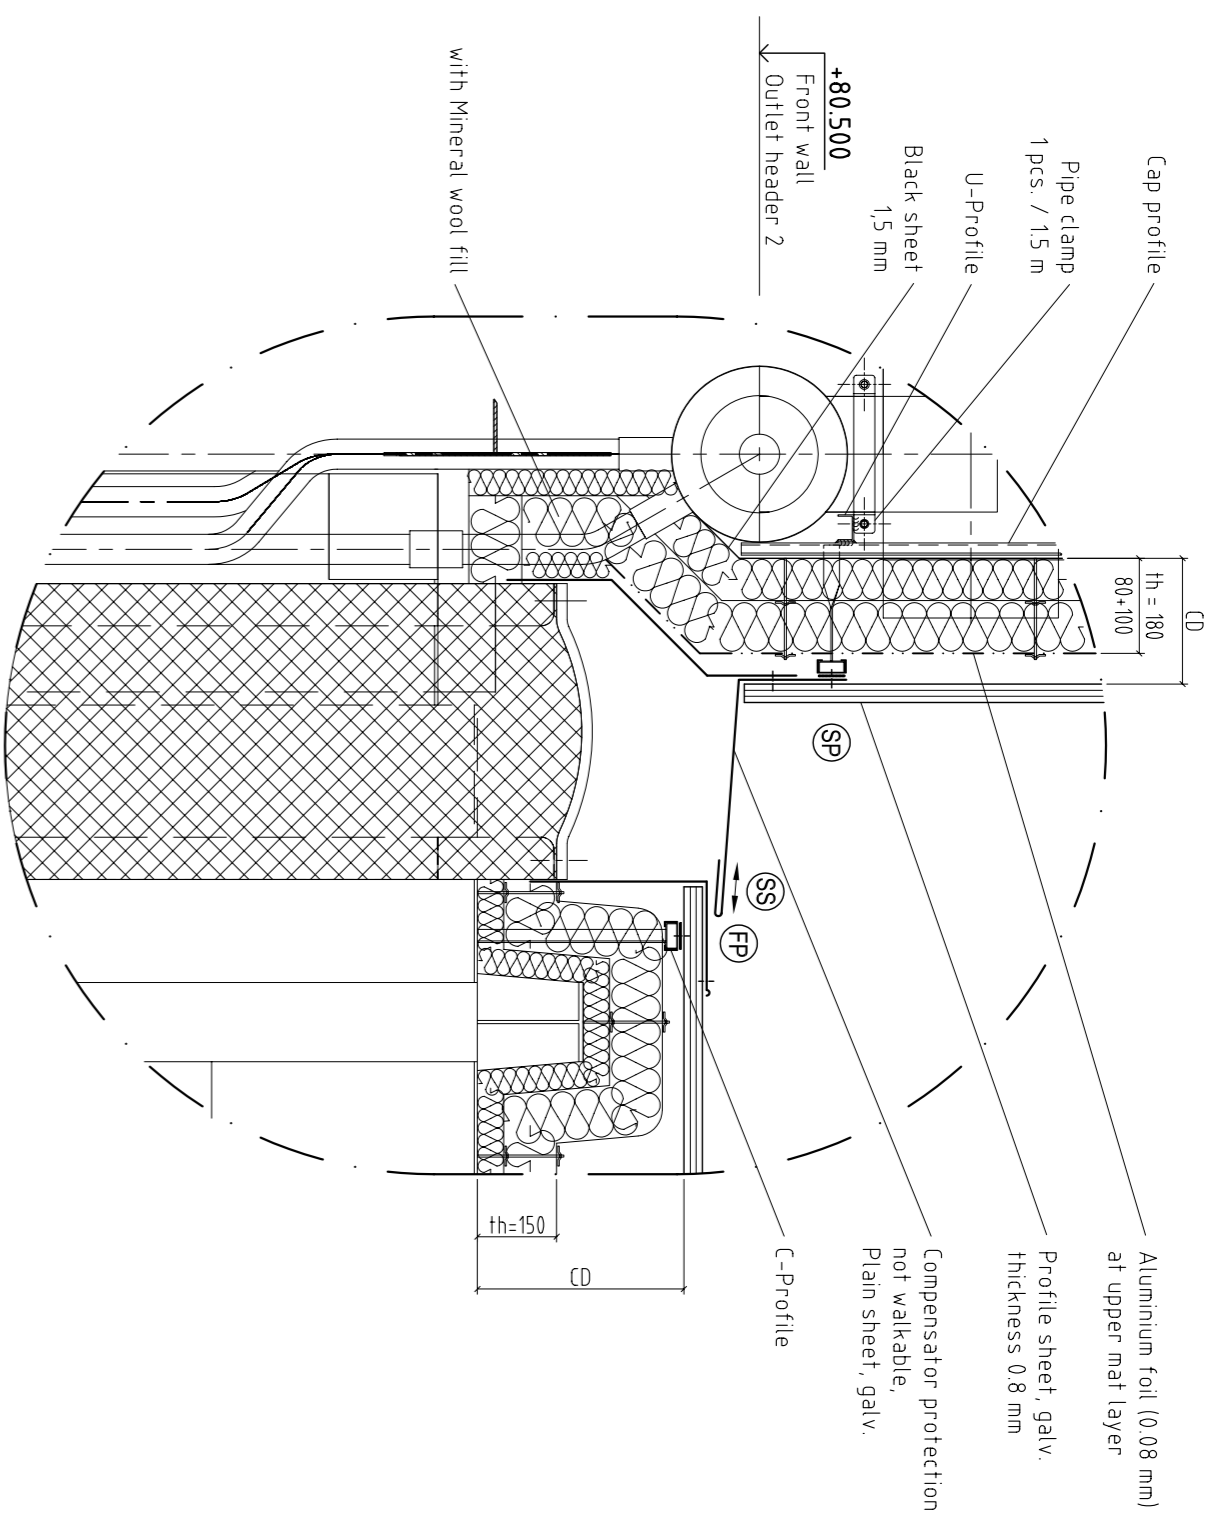 Cap profile
Pipe clamp
1 pcs. / 1.5 m
U-Profile
Black sheet
1,5 mm
+80.500
Front wall
Outlet header 2
with Mineral wool fill
CD
th = 180
80+100
SP
SS
FP
th=150
CD
Aluminium foil (0.08 mm)
at upper mat layer
Profile sheet, galv.
thickness 0.8 mm
Compensator protection
not walkable,
Plain sheet, galv.
C-Profile